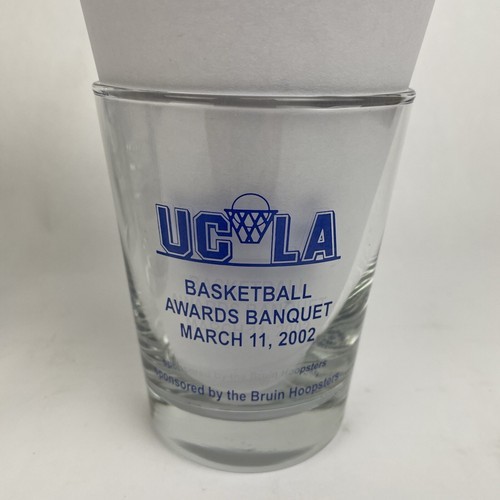 UCLA
BASKETBALL
AWARDS BANQUET
MARCH 11, 2002
Sponsored by the Bruin Hoopsters